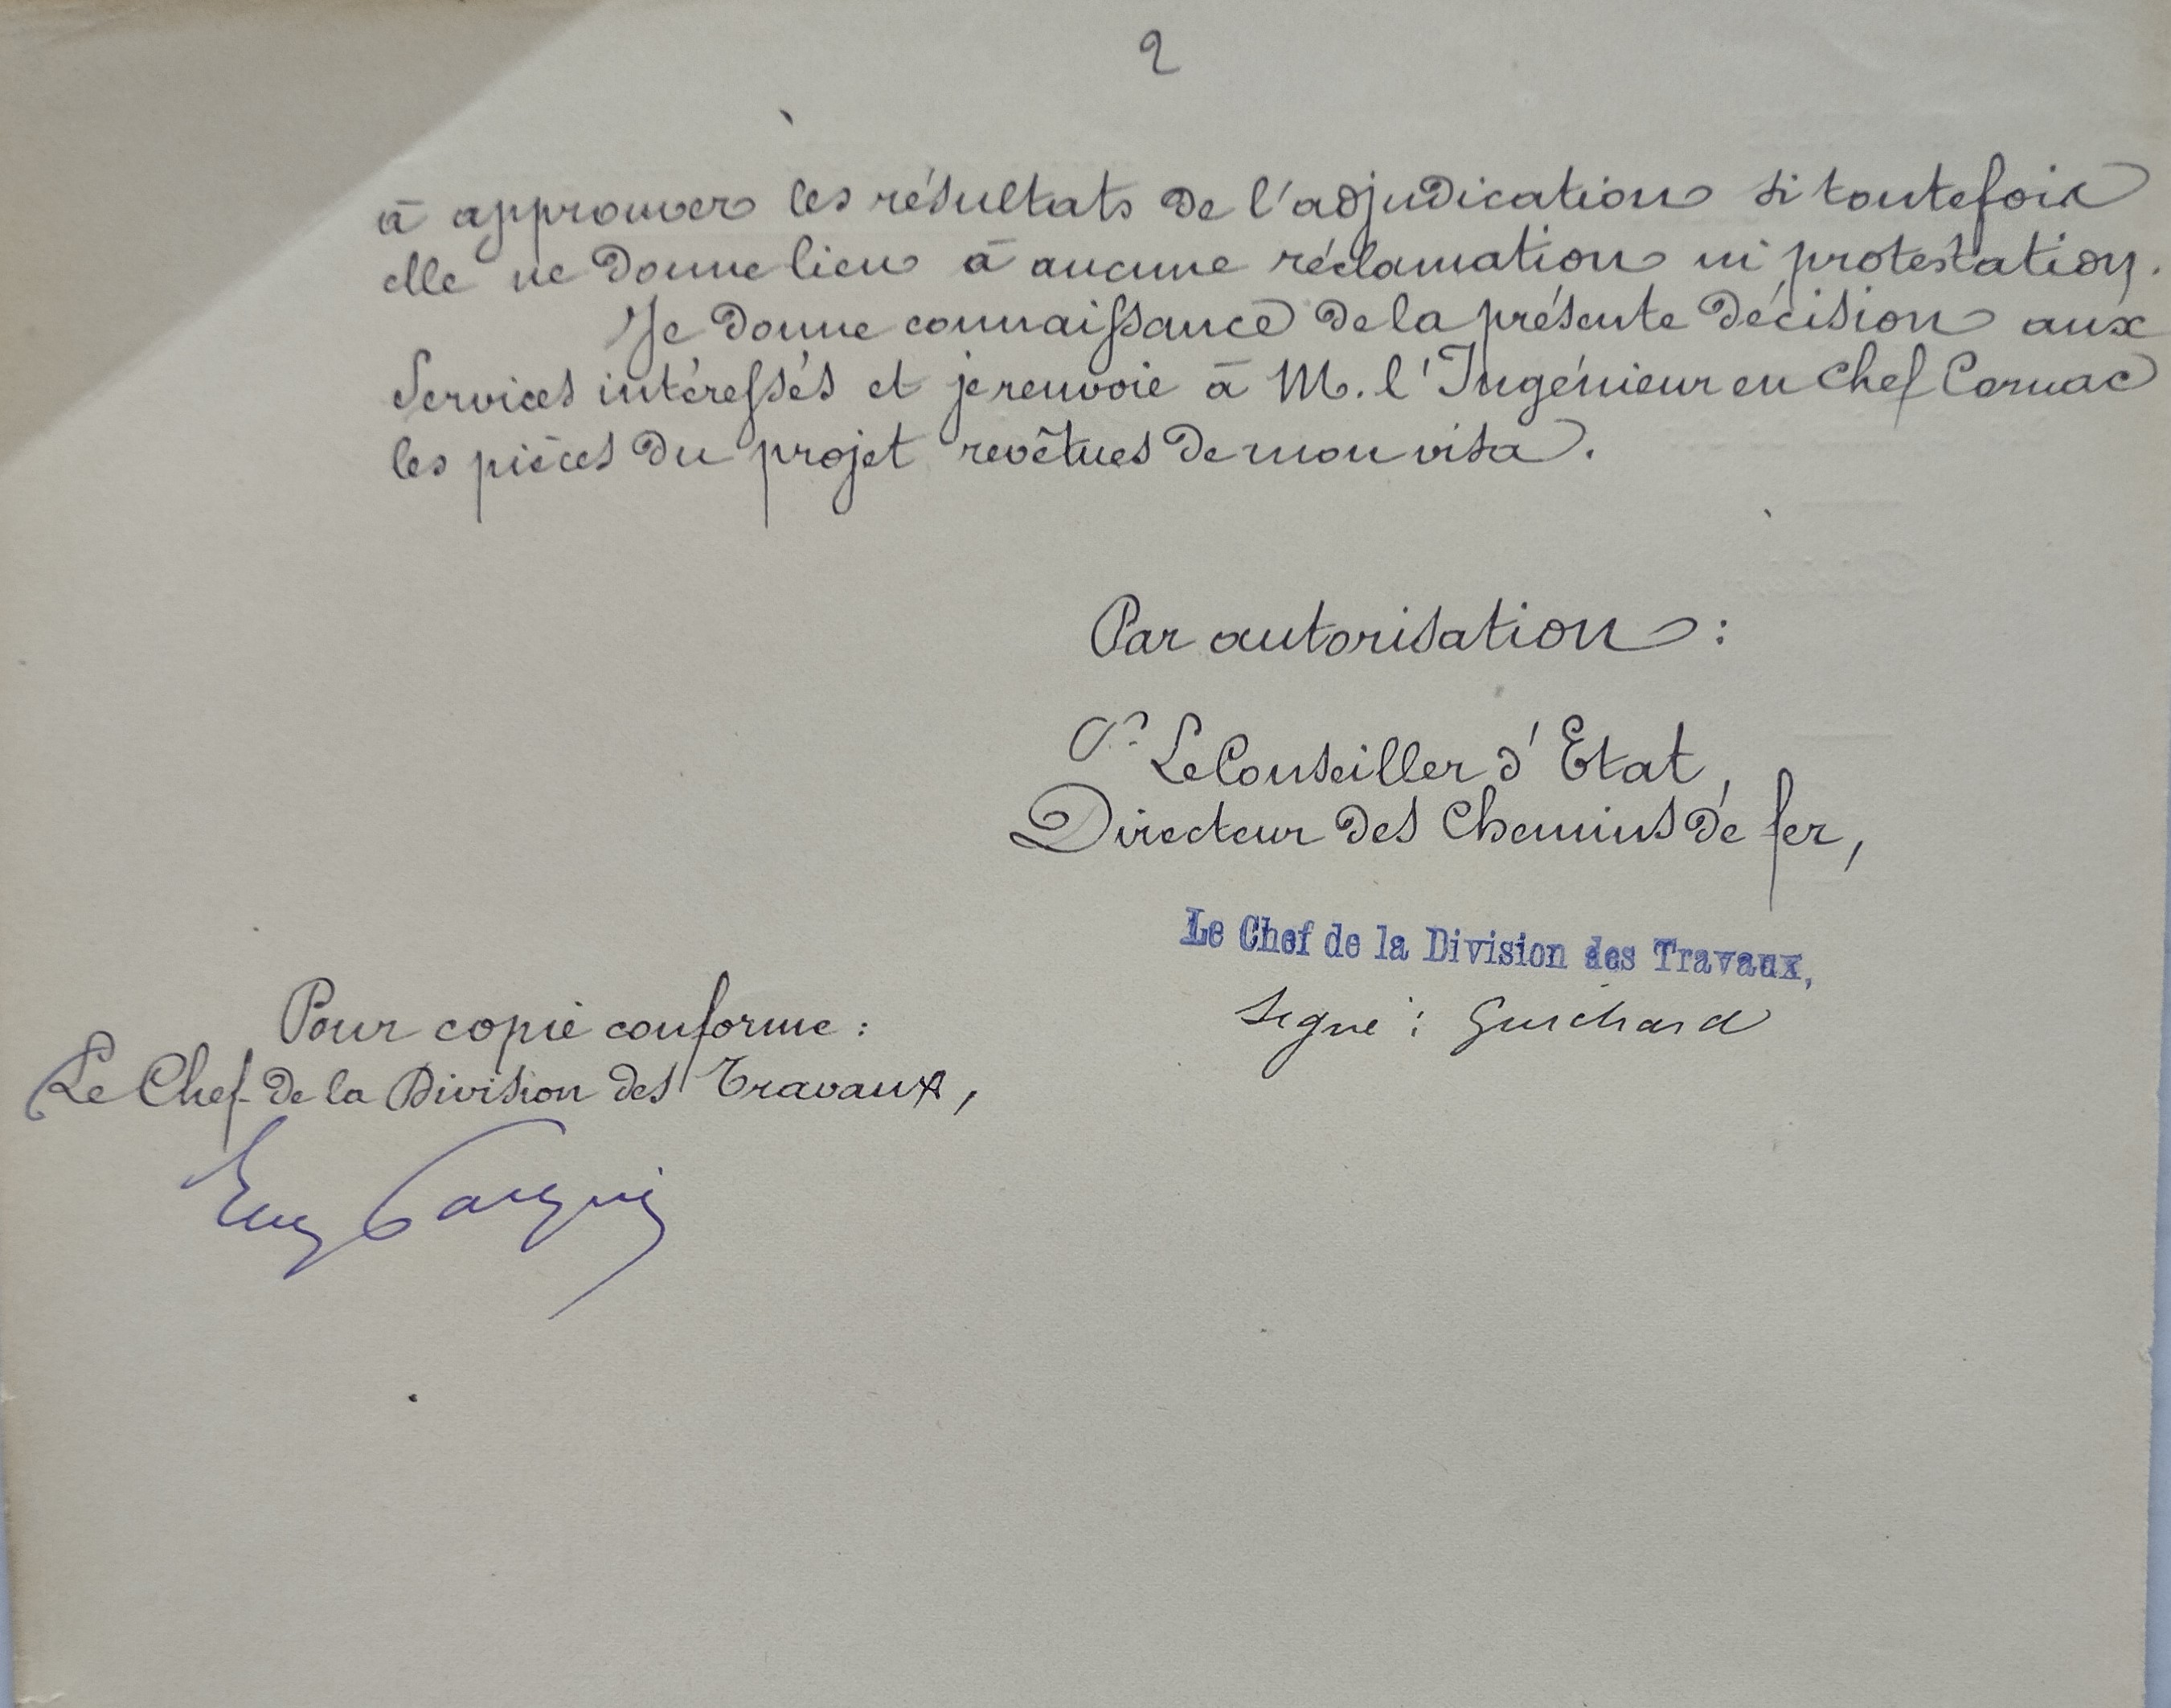 2
à approuver les résultats de l'adjudication si toutefois
elle ne donne lieu à aucune réclamation ni protestation.
Je donne connaissance de la présente décision aux
Services intéressés et je renvoie à M. l'Ingénieur en Chef Cornac
les pièces du projet revêtues de mon visa.
Par autorisation :
Le Conseiller d'Etat,
Directeur des Chemins de fer,
Le Chef de la Division des Travaux,
Signé : Guichard
Pour copie conforme :
Le Chef de la Division des Travaux,